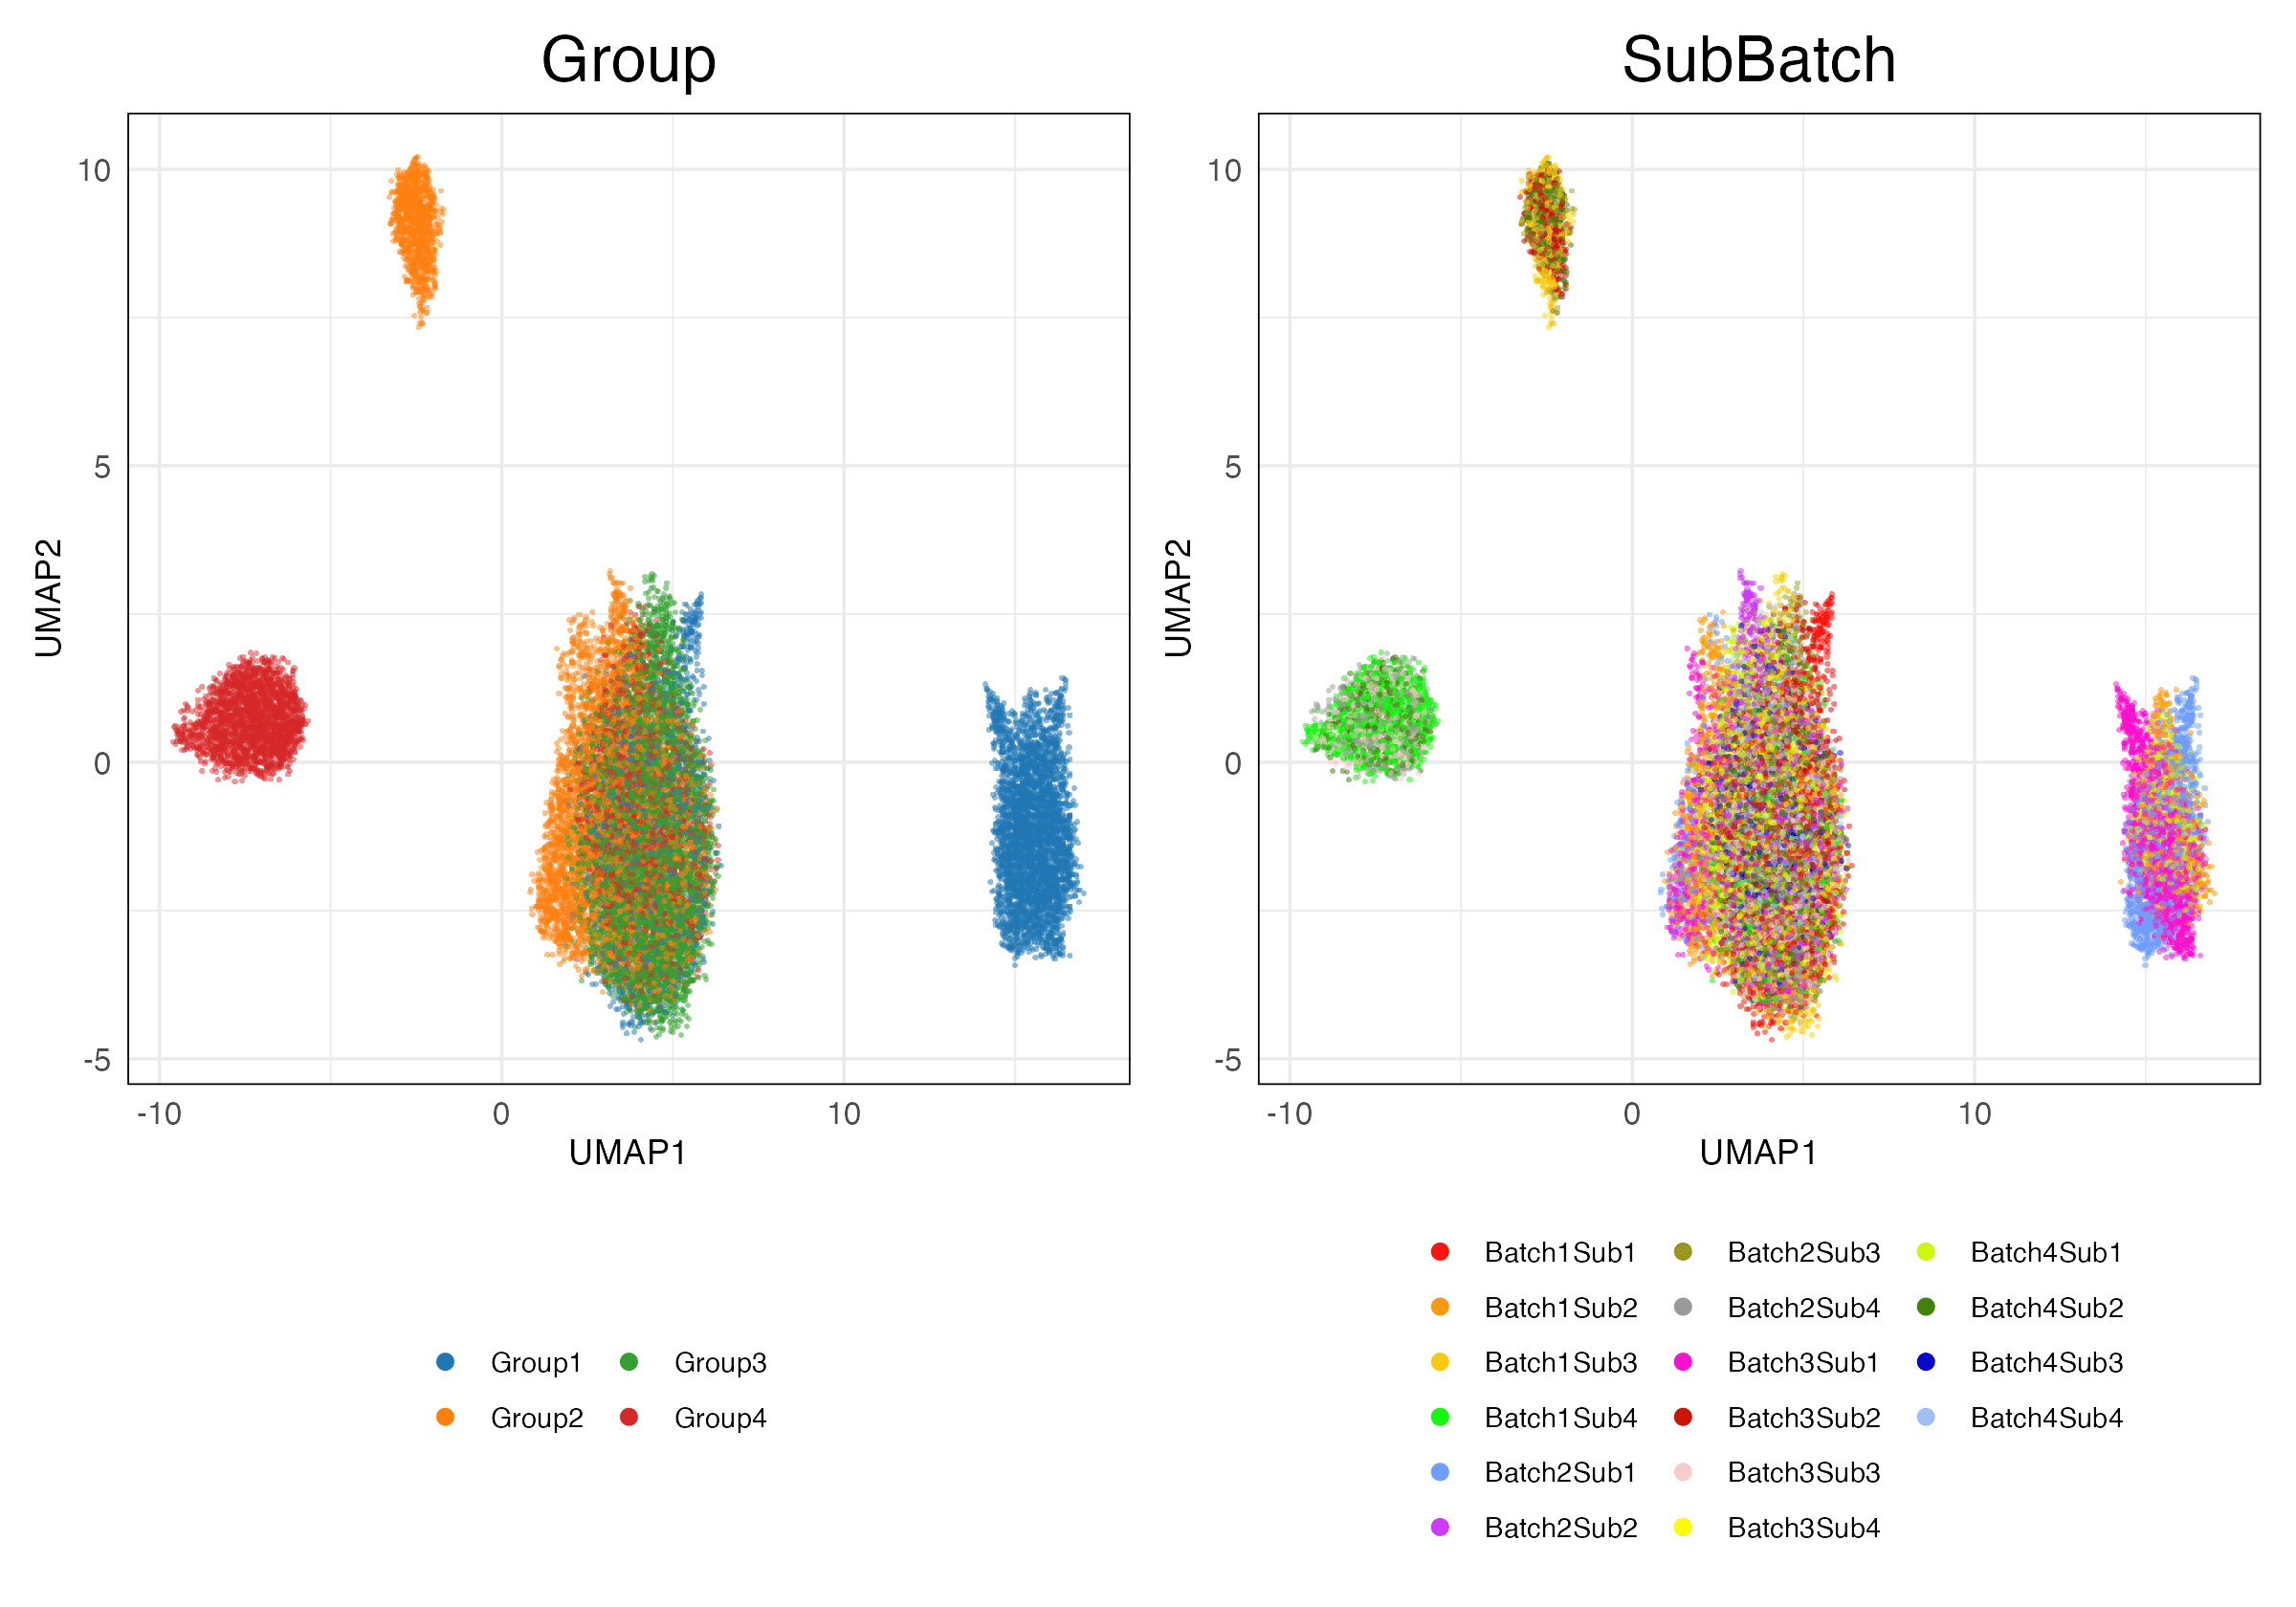 Group
SubBatch
10
5
0
-5
UMAP2
-10
0
10
UMAP1
10
5
0
-5
UMAP2
-10
0
10
UMAP1
Group1
Group3
Group2
Group4
Batch1Sub1
Batch2Sub3
Batch4Sub1
Batch1Sub2
Batch2Sub4
Batch4Sub2
Batch1Sub3
Batch3Sub1
Batch4Sub3
Batch1Sub4
Batch3Sub2
Batch4Sub4
Batch2Sub1
Batch3Sub3
Batch2Sub2
Batch3Sub4